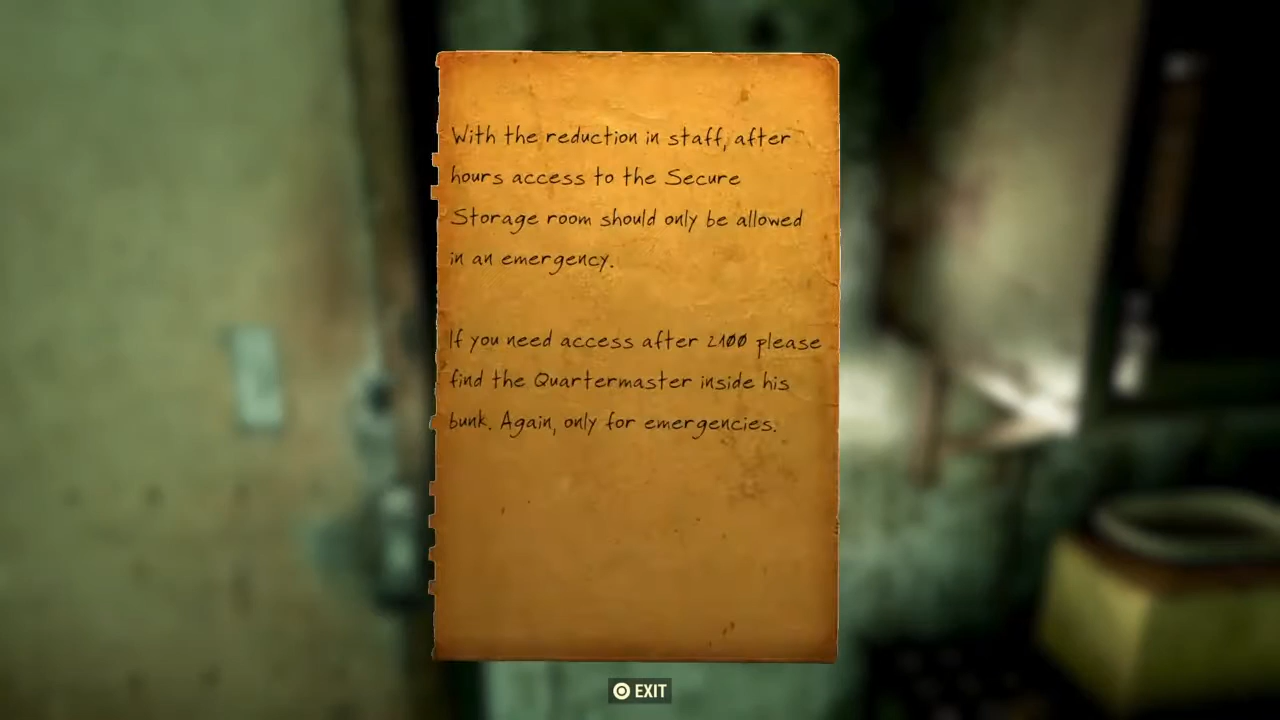 With the reduction in staff, after
hours access to the Secure
Storage room should only be allowed
in an emergency.
If you need access after 2100 please
find the Quartermaster inside his
bunk. Again, only for emergencies.
EXIT